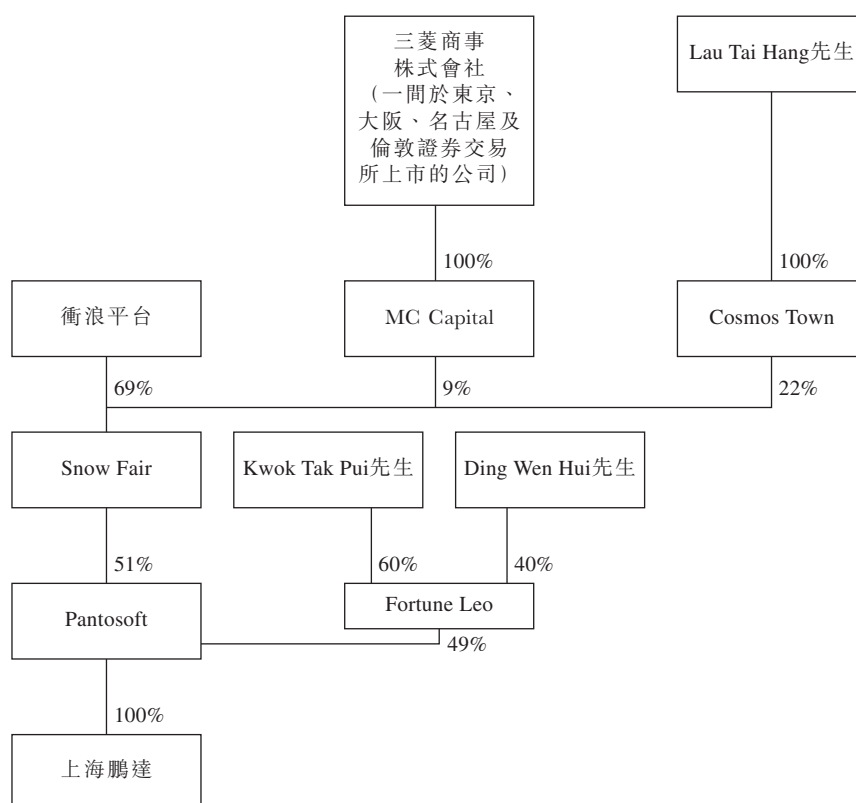 三菱商事
株式會社
（一間於東京、
大阪、名古屋及
倫敦證券交易
所上市的公司）
Lau Tai Hang先生
100%
100%
衝浪平台
MC Capital
Cosmos Town
69%
9%
22%
Snow Fair
Kwok Tak Pui先生
Ding Wen Hui先生
51%
60%
40%
Pantosoft
Fortune Leo
49%
100%
上海鵬達